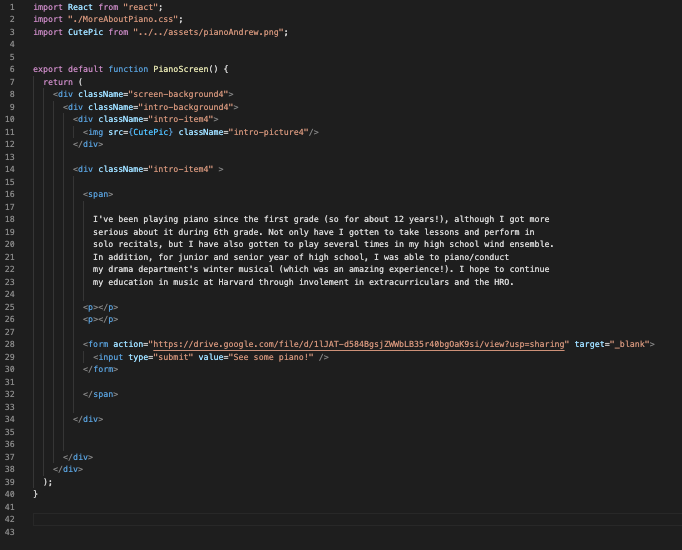 1 import React from "react";
2 import "./MoreAboutPiano.css";
3 import CutePic from "../../assets/pianoAndrew.png";
4
5
6 export default function PianoScreen() {
7 return (
8 <div className="screen-background4">
9 <div className="intro-background4">
10 <div className="intro-item4">
11 <img src={CutePic} className="intro-picture4"/>
12 </div>
13
14 <div className="intro-item4" >
15
16 <span>
17
18 I've been playing piano since the first grade (so for about 12 years!), although I got more
19 serious about it during 6th grade. Not only have I gotten to take lessons and perform in
20 solo recitals, but I have also gotten to play several times in my high school wind ensemble.
21 In addition, for junior and senior year of high school, I was able to piano/conduct
22 my drama department's winter musical (which was an amazing experience!). I hope to continue
23 my education in music at Harvard through involement in extracurriculars and the HRO.
24
25 <p></p>
26 <p></p>
27
28 <form action="https://drive.google.com/file/d/1lJAT-d584BgsjZWWbLB35r40bgOaK9si/view?usp=sharing" target="_blank">
29 <input type="submit" value="See some piano!" />
30 </form>
31
32 </span>
33
34 </div>
35
36
37 </div>
38 </div>
39 );
40 }
41
42
43